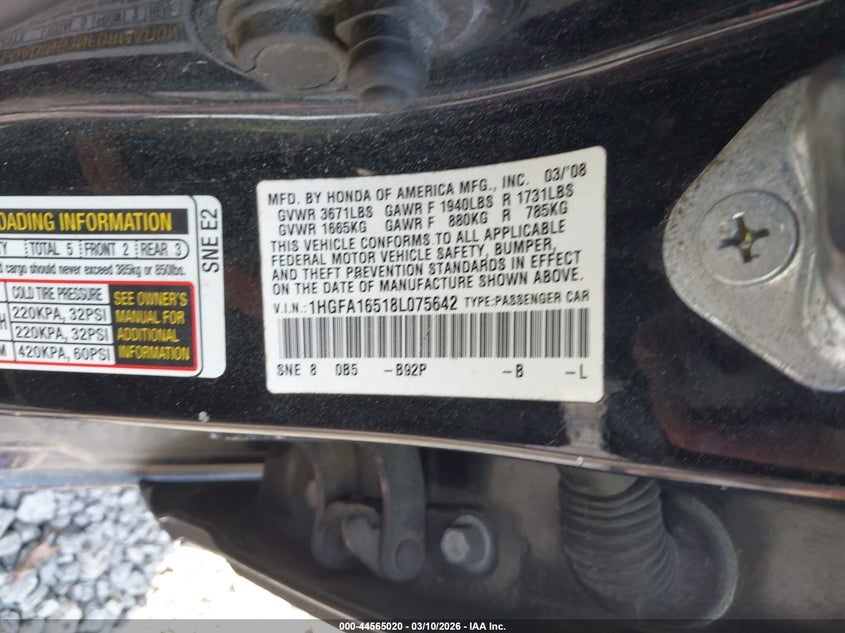 MFD. BY HONDA OF AMERICA MFG., INC. 03/'08
GVWR 3671LBS GAWR F 1940LBS R 1731LBS
GVWR 1665KG GAWR F 880KG R 785KG
THIS VEHICLE CONFORMS TO ALL APPLICABLE
FEDERAL MOTOR VEHICLE SAFETY, BUMPER,
AND THEFT PREVENTION STANDARDS IN EFFECT
ON THE DATE OF MANUFACTURE SHOWN ABOVE.
V.I.N.: 1HGFA16518L075642 TYPE:PASSENGER CAR
SNE 8 0B5 -B92P -B -L
LOADING INFORMATION
TOTAL 5 FRONT 2 REAR 3
cargo should never exceed 385kg or 850lbs.
COLD TIRE PRESSURE
220KPA, 32PSI
220KPA, 32PSI
420KPA, 60PSI
SEE OWNER'S
MANUAL FOR
ADDITIONAL
INFORMATION
SNE E2
000-44565020 - 03/10/2026 - IAA Inc.